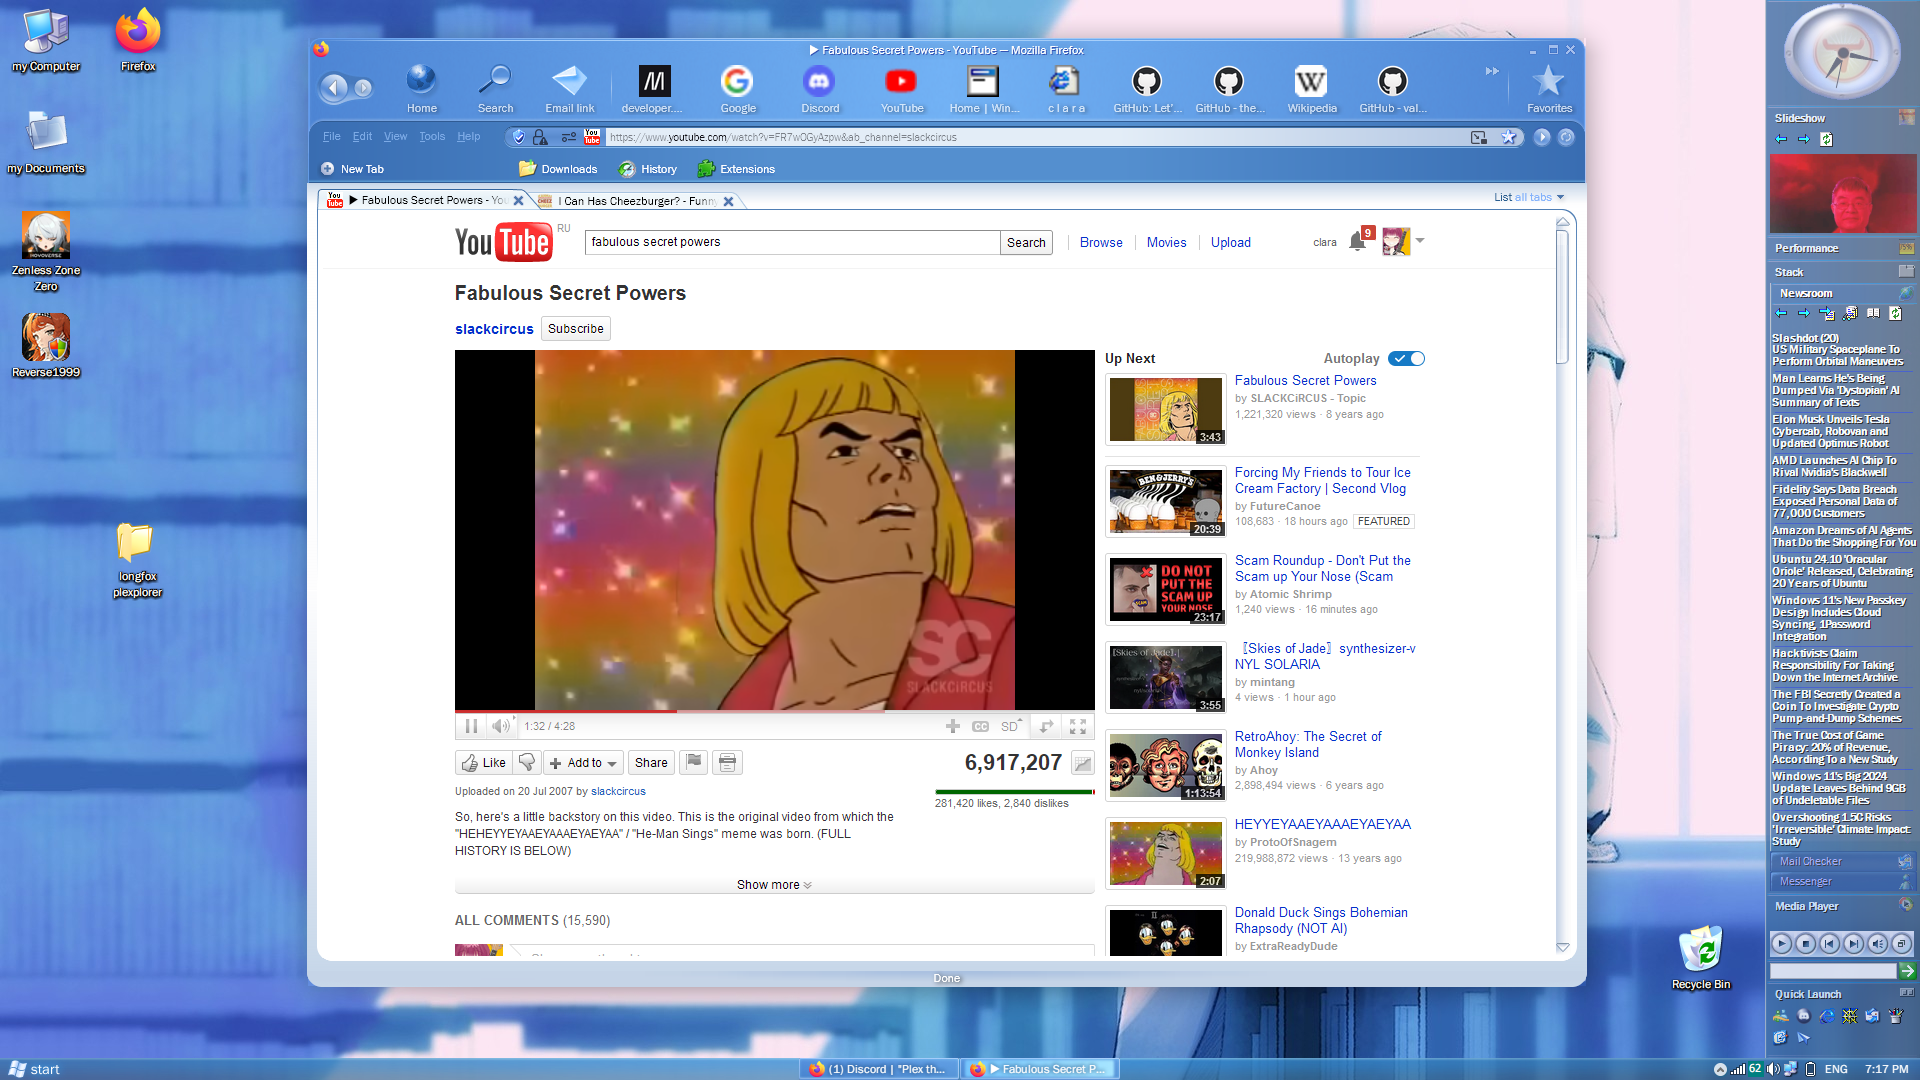 my Computer
Firefox
my Documents
Zenless Zone
Zero
Reverse1999
longfox
plexplorer
▶ Fabulous Secret Powers - YouTube — Mozilla Firefox
Home
Search
Email link
developer....
Google
Discord
YouTube
Home | Win...
c l a r a
GitHub: Let'...
GitHub - the...
Wikipedia
GitHub - val...
Favorites
File Edit View Tools Help
https://www.youtube.com/watch?v=FR7wOGyAzpw&ab_channel=slackcircus
New Tab
Downloads
History
Extensions
▶ Fabulous Secret Powers - You
I Can Has Cheezburger? - Funny
List all tabs
YouTube RU
fabulous secret powers
Search
Browse
Movies
Upload
clara
9
Fabulous Secret Powers
slackcircus
Subscribe
SC
SLACKCIRCUS
1:32 / 4:28
CC
SD
Like
Add to
Share
6,917,207
Uploaded on 20 Jul 2007 by slackcircus
281,420 likes, 2,840 dislikes
So, here's a little backstory on this video. This is the original video from which the
"HEHEYYEYAAEYAAAEYAEYAA" / "He-Man Sings" meme was born. (FULL
HISTORY IS BELOW)
Show more
ALL COMMENTS (15,590)
Up Next
Autoplay
Fabulous Secret Powers
by SLACKCiRCUS - Topic
1,221,320 views · 8 years ago
3:43
Forcing My Friends to Tour Ice
Cream Factory | Second Vlog
by FutureCanoe
108,683 · 18 hours ago FEATURED
BEN&JERRY'S
20:39
Scam Roundup - Don't Put the
Scam up Your Nose (Scam
by Atomic Shrimp
1,240 views · 16 minutes ago
DO NOT
PUT THE
SCAM UP
YOUR NOSE
23:17
〖Skies of Jade〗synthesizer-v
NYL SOLARIA
by mintang
4 views · 1 hour ago
[Skies of Jade]
3:55
RetroAhoy: The Secret of
Monkey Island
by Ahoy
2,898,494 views · 6 years ago
1:13:54
HEYYEYAAEYAAAEYAEYAA
by ProtoOfSnagem
219,988,872 views · 13 years ago
2:07
Donald Duck Sings Bohemian
Rhapsody (NOT AI)
by ExtraReadyDude
Done
Recycle Bin
Slideshow
Performance
Stack
Newsroom
Slashdot (20)
US Military Spaceplane To
Perform Orbital Maneuvers
Man Learns He's Being
Dumped Via 'Dystopian' AI
Summary of Texts
Elon Musk Unveils Tesla
Cybercab, Robovan and
Updated Optimus Robot
AMD Launches AI Chip To
Rival Nvidia's Blackwell
Fidelity Says Data Breach
Exposed Personal Data of
77,000 Customers
Amazon Dreams of AI Agents
That Do the Shopping For You
Ubuntu 24.10 'Oracular
Oriole' Released, Celebrating
20 Years of Ubuntu
Windows 11's New Passkey
Design Includes Cloud
Syncing, 1Password
Integration
Hacktivists Claim
Responsibility For Taking
Down the Internet Archive
The FBI Secretly Created a
Coin To Investigate Crypto
Pump-and-Dump Schemes
The True Cost of Game
Piracy: 20% of Revenue,
According To a New Study
Windows 11's Big 2024
Update Leaves Behind 9GB
of Undeletable Files
Overshooting 1.5C Risks
'Irreversible' Climate Impact:
Study
Mail Checker
Messenger
Media Player
Quick Launch
start
(1) Discord | "Plex th...
▶ Fabulous Secret P...
62
ENG
7:17 PM